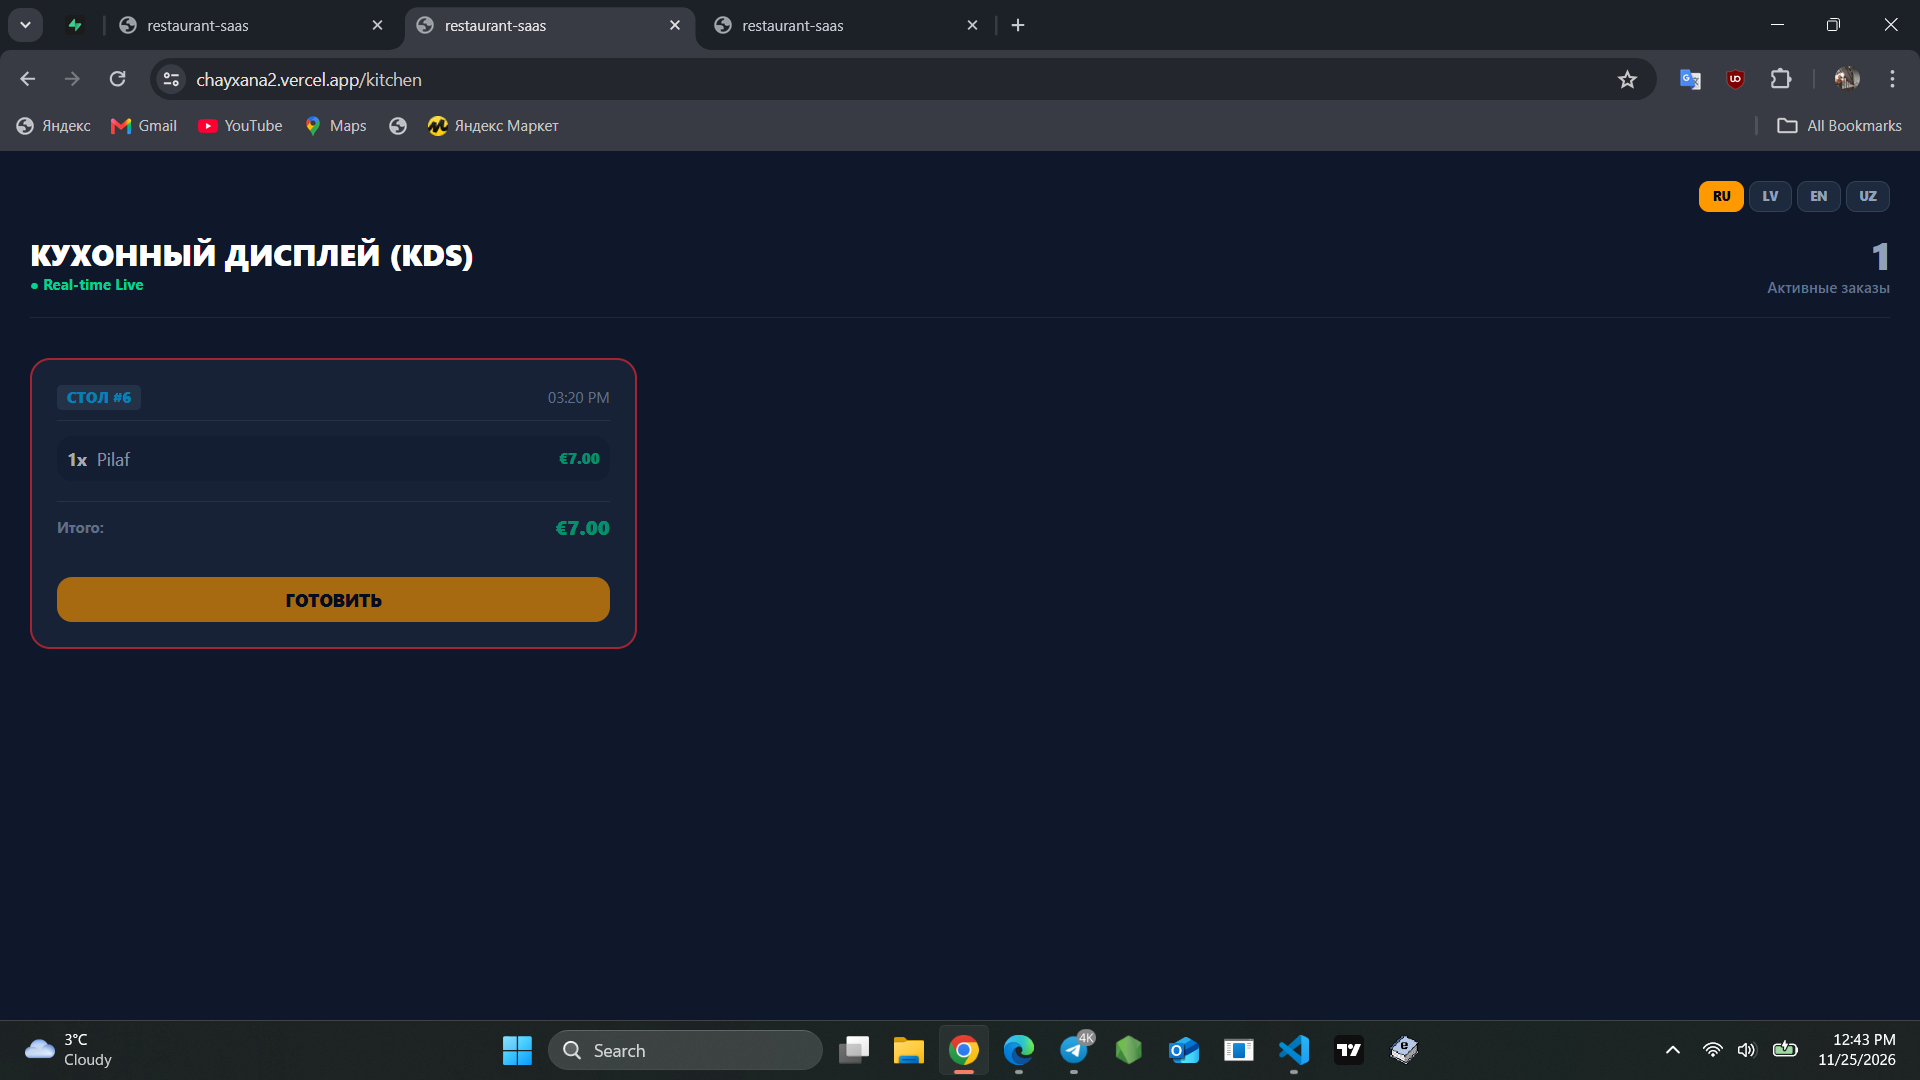 restaurant-saas
restaurant-saas
restaurant-saas
chayxana2.vercel.app/kitchen
Яндекс
Gmail
YouTube
Maps
Яндекс Маркет
All Bookmarks
RU
LV
EN
UZ
КУХОННЫЙ ДИСПЛЕЙ (KDS)
● Real-time Live
1
Активные заказы
СТОЛ #6
03:20 PM
1x Pilaf
€7.00
Итого:
€7.00
ГОТОВИТЬ
3°C
Cloudy
Search
4K
12:43 PM
11/25/2026